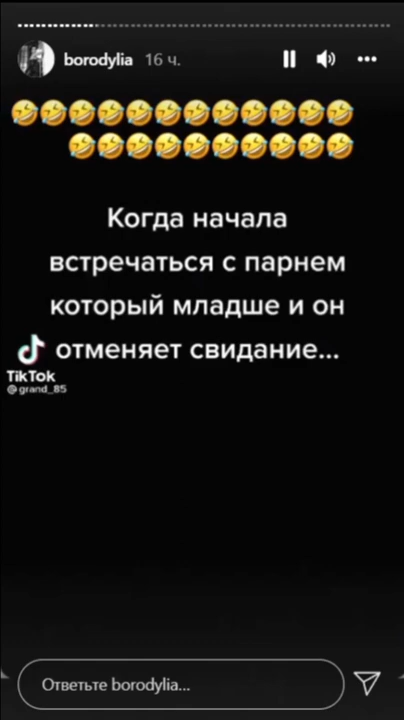 borodylia 16 ч.
Когда начала
встречаться с парнем
который младше и он
отменяет свидание...
TikTok
@grand_85
Ответьте borodylia...